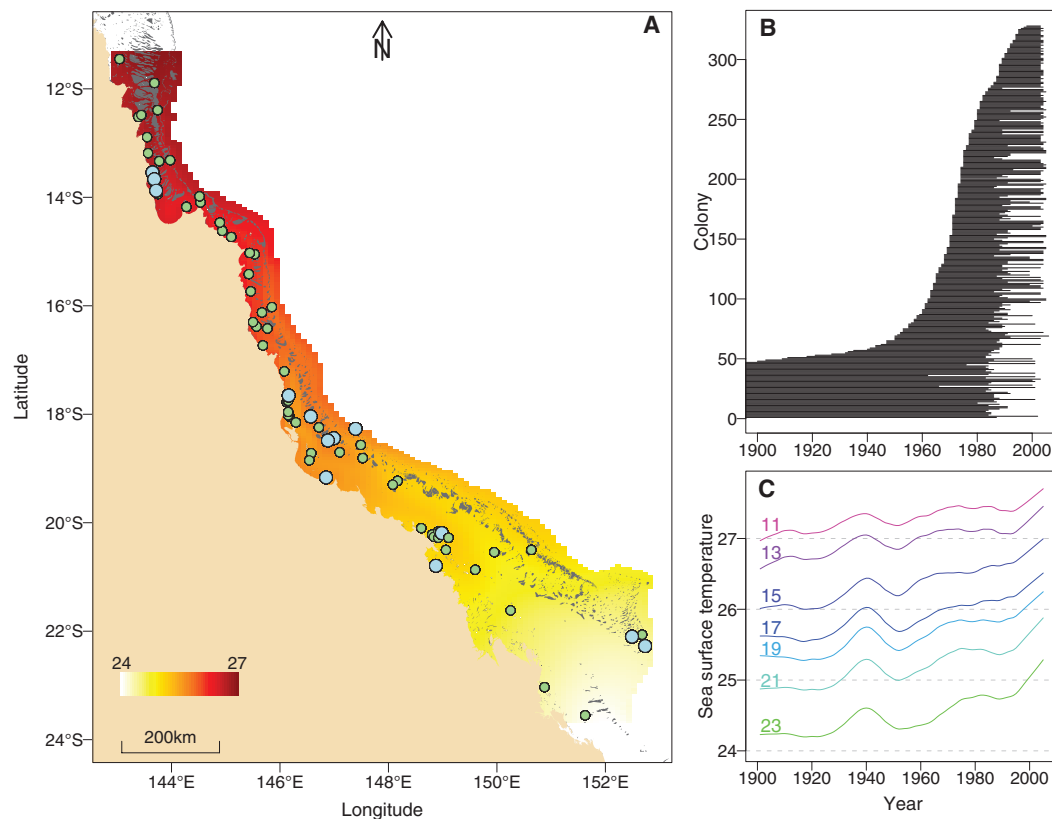 A
N
12°S
14°S
16°S
18°S
20°S
22°S
24°S
Latitude
24 27
200km
144°E 146°E 148°E 150°E 152°E
Longitude
B
300
250
200
150
100
50
0
Colony
1900 1920 1940 1960 1980 2000
C
27
26
25
24
Sea surface temperature
11
13
15
17
19
21
23
1900 1920 1940 1960 1980 2000
Year